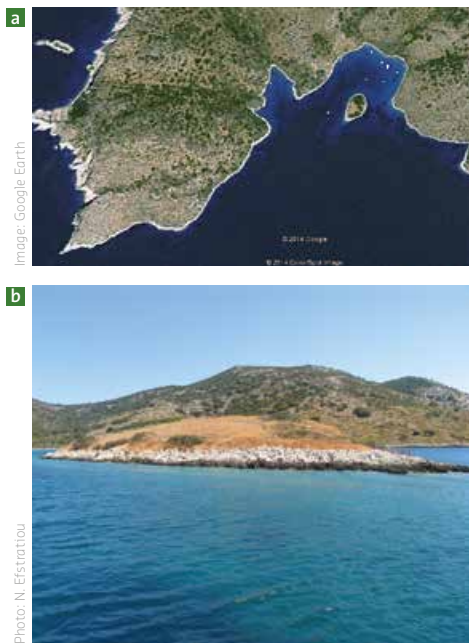 a
Image: Google Earth
© 2014 Google
© 2014 Cnes/Spot Image
b
Photo: N. Efstratiou